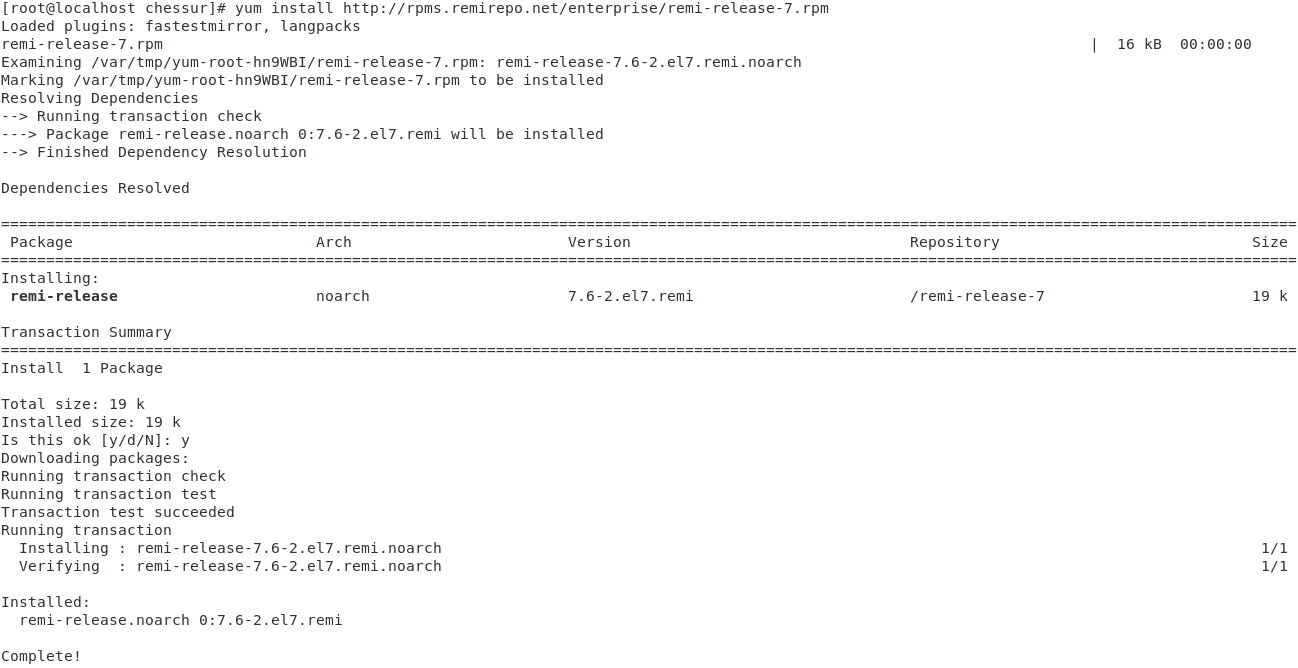 [root@localhost chessur]# yum install http://rpms.remirepo.net/enterprise/remi-release-7.rpm
Loaded plugins: fastestmirror, langpacks
remi-release-7.rpm | 16 kB 00:00:00
Examining /var/tmp/yum-root-hn9WBI/remi-release-7.rpm: remi-release-7.6-2.el7.remi.noarch
Marking /var/tmp/yum-root-hn9WBI/remi-release-7.rpm to be installed
Resolving Dependencies
--> Running transaction check
---> Package remi-release.noarch 0:7.6-2.el7.remi will be installed
--> Finished Dependency Resolution
Dependencies Resolved
================================================================================================================================================
Package Arch Version Repository Size
================================================================================================================================================
Installing:
remi-release noarch 7.6-2.el7.remi /remi-release-7 19 k
Transaction Summary
================================================================================================================================================
Install 1 Package
Total size: 19 k
Installed size: 19 k
Is this ok [y/d/N]: y
Downloading packages:
Running transaction check
Running transaction test
Transaction test succeeded
Running transaction
Installing : remi-release-7.6-2.el7.remi.noarch 1/1
Verifying : remi-release-7.6-2.el7.remi.noarch 1/1
Installed:
remi-release.noarch 0:7.6-2.el7.remi
Complete!